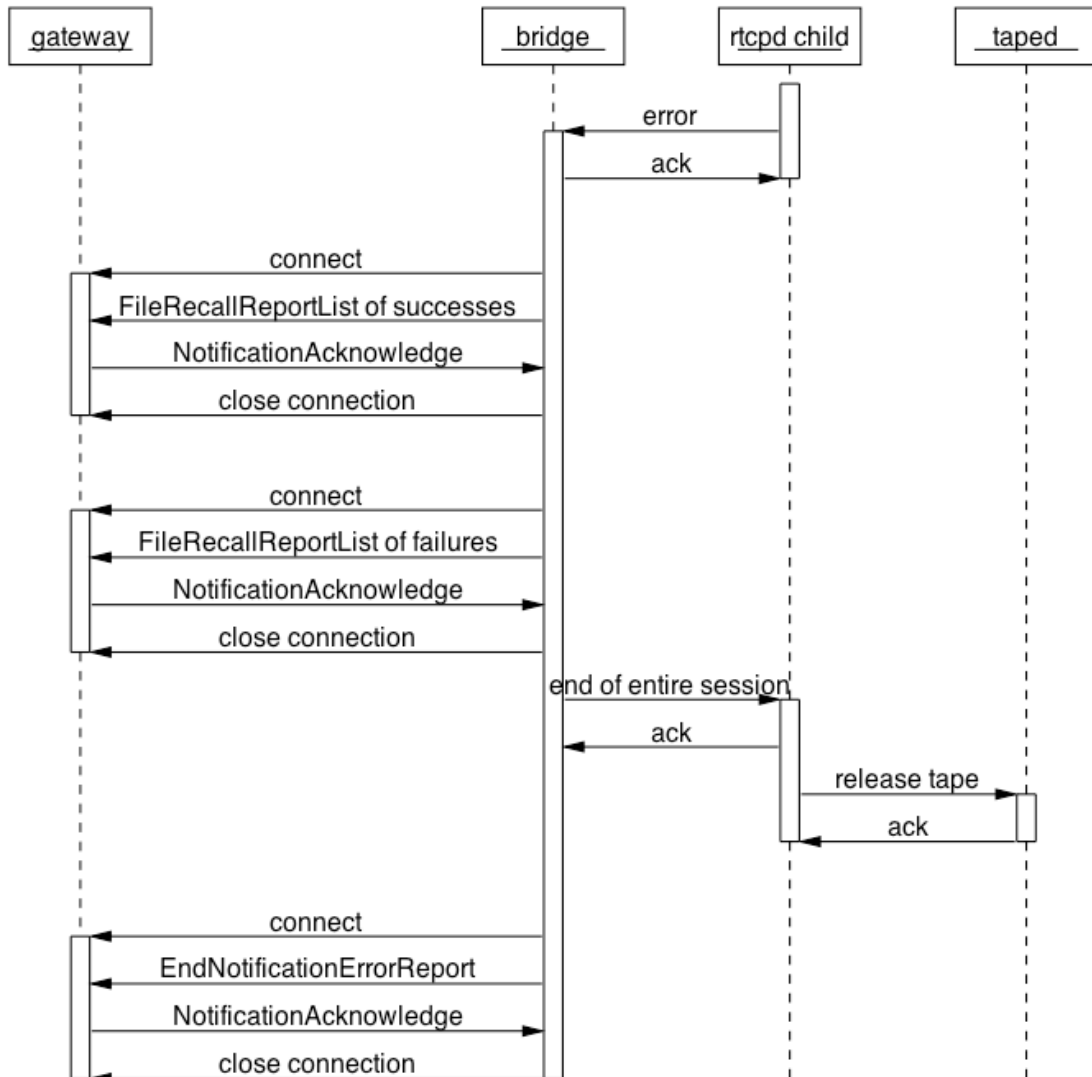 gateway
bridge
rtcpd child
taped
error
ack
connect
FileRecallReportList of successes
NotificationAcknowledge
close connection
connect
FileRecallReportList of failures
NotificationAcknowledge
close connection
end of entire session
ack
release tape
ack
connect
EndNotificationErrorReport
NotificationAcknowledge
close connection